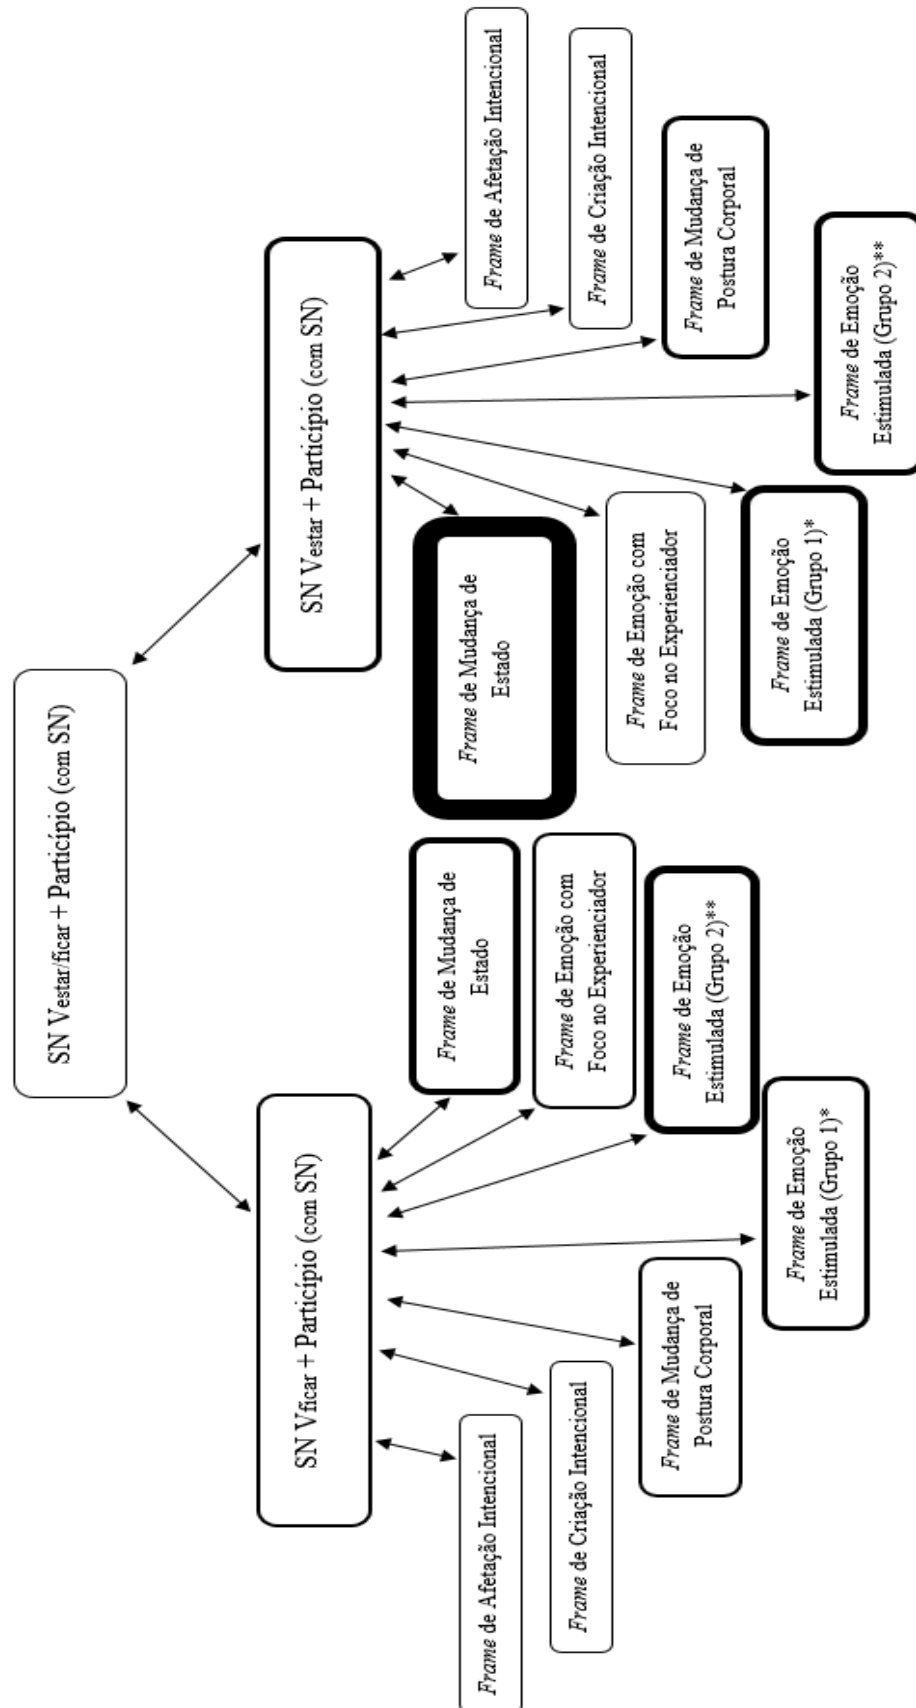 SN Vestar/ficar + Particípio (com SN)
SN Vficar + Particípio (com SN)
SN Vestar + Particípio (com SN)
Frame de Afetação Intencional
Frame de Criação Intencional
Frame de Mudança de
Postura Corporal
Frame de Emoção
Estimulada (Grupo 1)*
Frame de Emoção
Estimulada (Grupo 2)**
Frame de Emoção com
Foco no Experienciador
Frame de Mudança de
Estado
Frame de Mudança de
Estado
Frame de Emoção com
Foco no Experienciador
Frame de Emoção
Estimulada (Grupo 1)*
Frame de Emoção
Estimulada (Grupo 2)**
Frame de Mudança de
Postura Corporal
Frame de Criação Intencional
Frame de Afetação Intencional